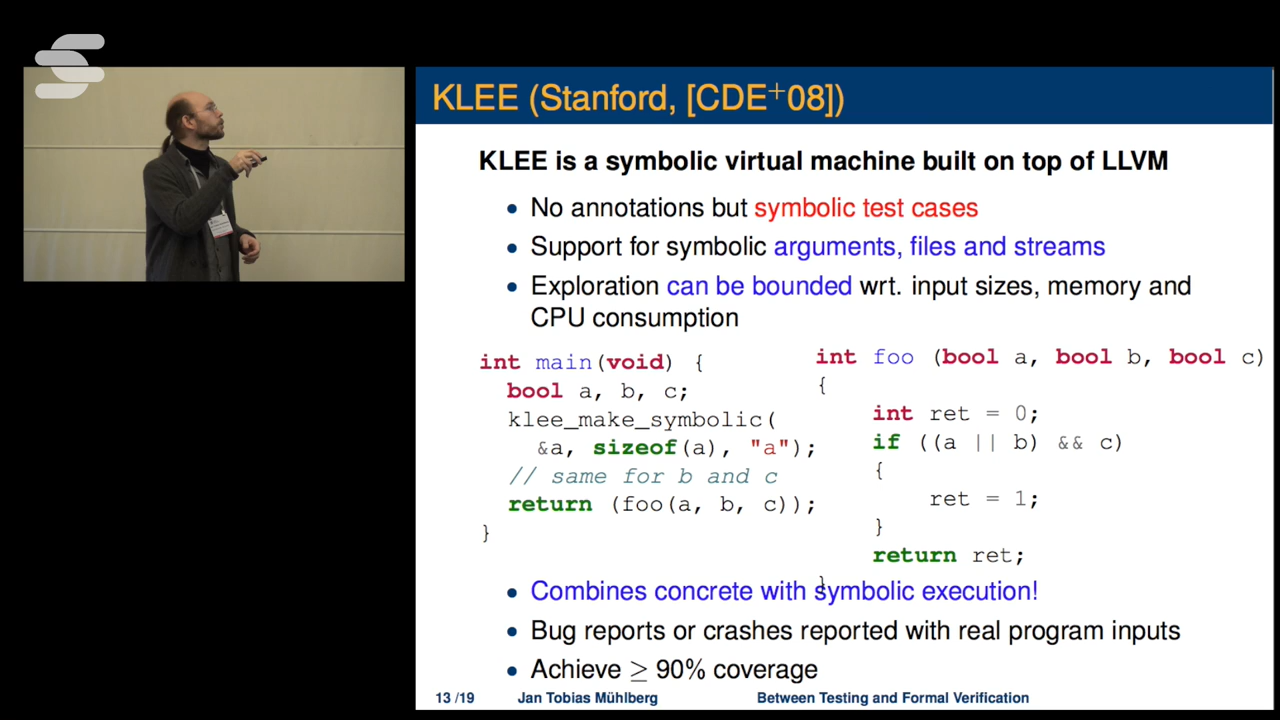 KLEE (Stanford, [CDE+08])
KLEE is a symbolic virtual machine built on top of LLVM
• No annotations but symbolic test cases
• Support for symbolic arguments, files and streams
• Exploration can be bounded wrt. input sizes, memory and
CPU consumption
int main(void) {
bool a, b, c;
klee_make_symbolic(
&a, sizeof(a), "a");
// same for b and c
return (foo(a, b, c));
}
int foo (bool a, bool b, bool c)
{
int ret = 0;
if ((a || b) && c)
{
ret = 1;
}
return ret;
}
• Combines concrete with symbolic execution!
• Bug reports or crashes reported with real program inputs
• Achieve ≥ 90% coverage
13 /19 Jan Tobias Mühlberg Between Testing and Formal Verification